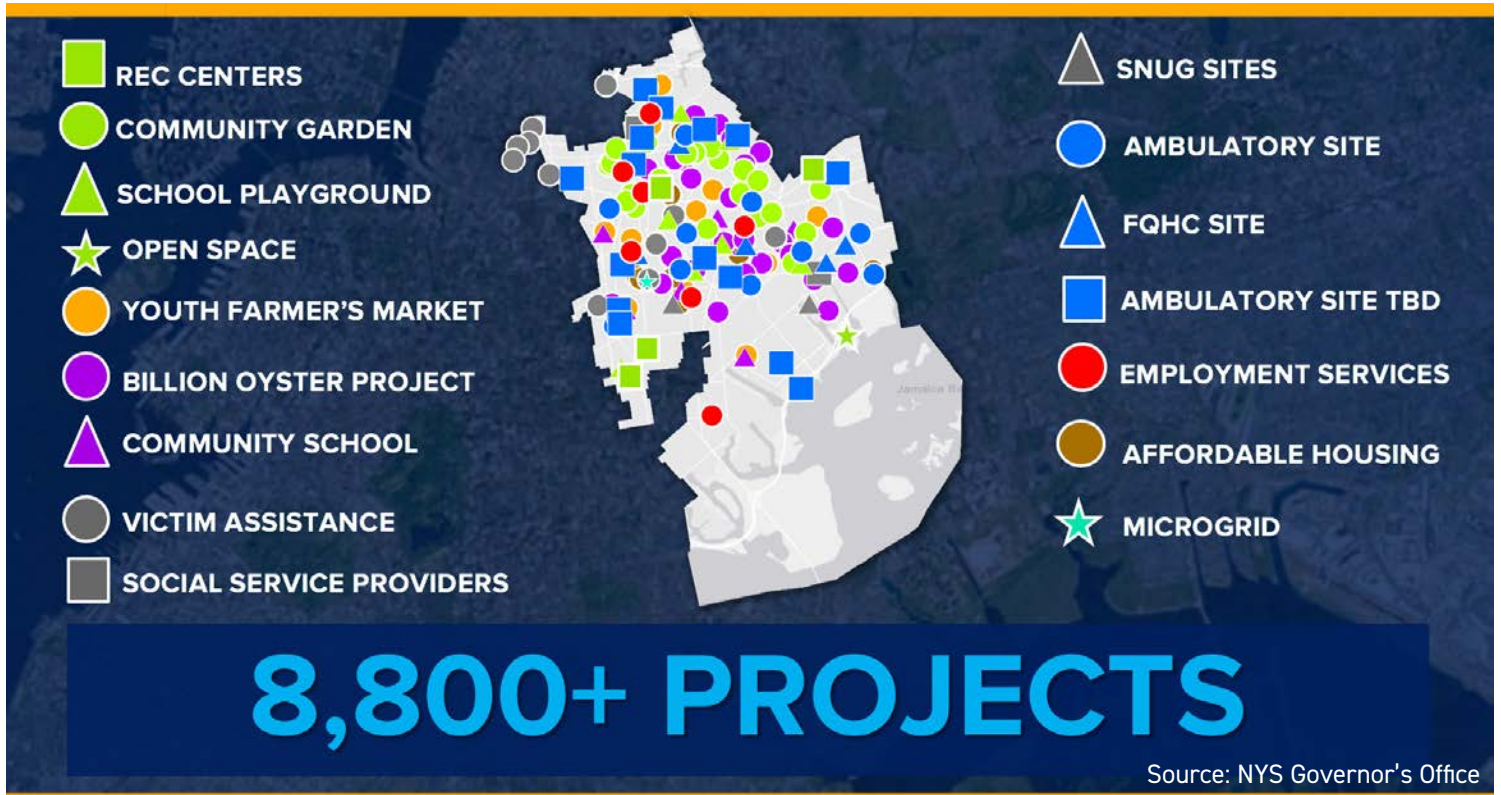 REC CENTERS
COMMUNITY GARDEN
SCHOOL PLAYGROUND
OPEN SPACE
YOUTH FARMER'S MARKET
BILLION OYSTER PROJECT
COMMUNITY SCHOOL
VICTIM ASSISTANCE
SOCIAL SERVICE PROVIDERS
Jamaica
SNUG SITES
AMBULATORY SITE
FQHC SITE
AMBULATORY SITE TBD
EMPLOYMENT SERVICES
AFFORDABLE HOUSING
MICROGRID
8,800+ PROJECTS
Source: NYS Governor's Office